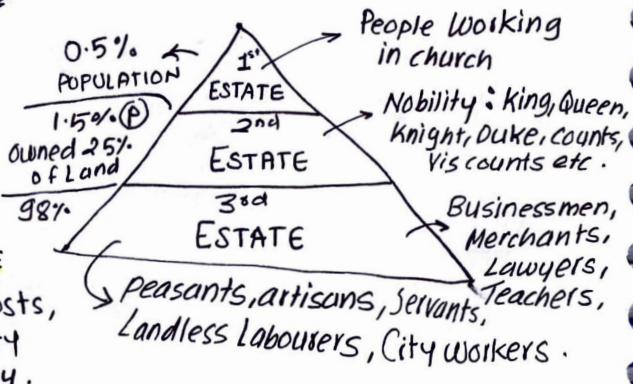 0.5%
POPULATION
1.5% (P)
owned 25%
of Land
98%
1st
ESTATE
2nd
ESTATE
3rd
ESTATE
People Working
in church
Nobility : King, Queen,
Knight, Duke, Counts,
Vis counts etc.
Businessmen,
Merchants,
Lawyers,
Teachers,
Peasants, artisans, Servants,
Landless Labourers, City workers.